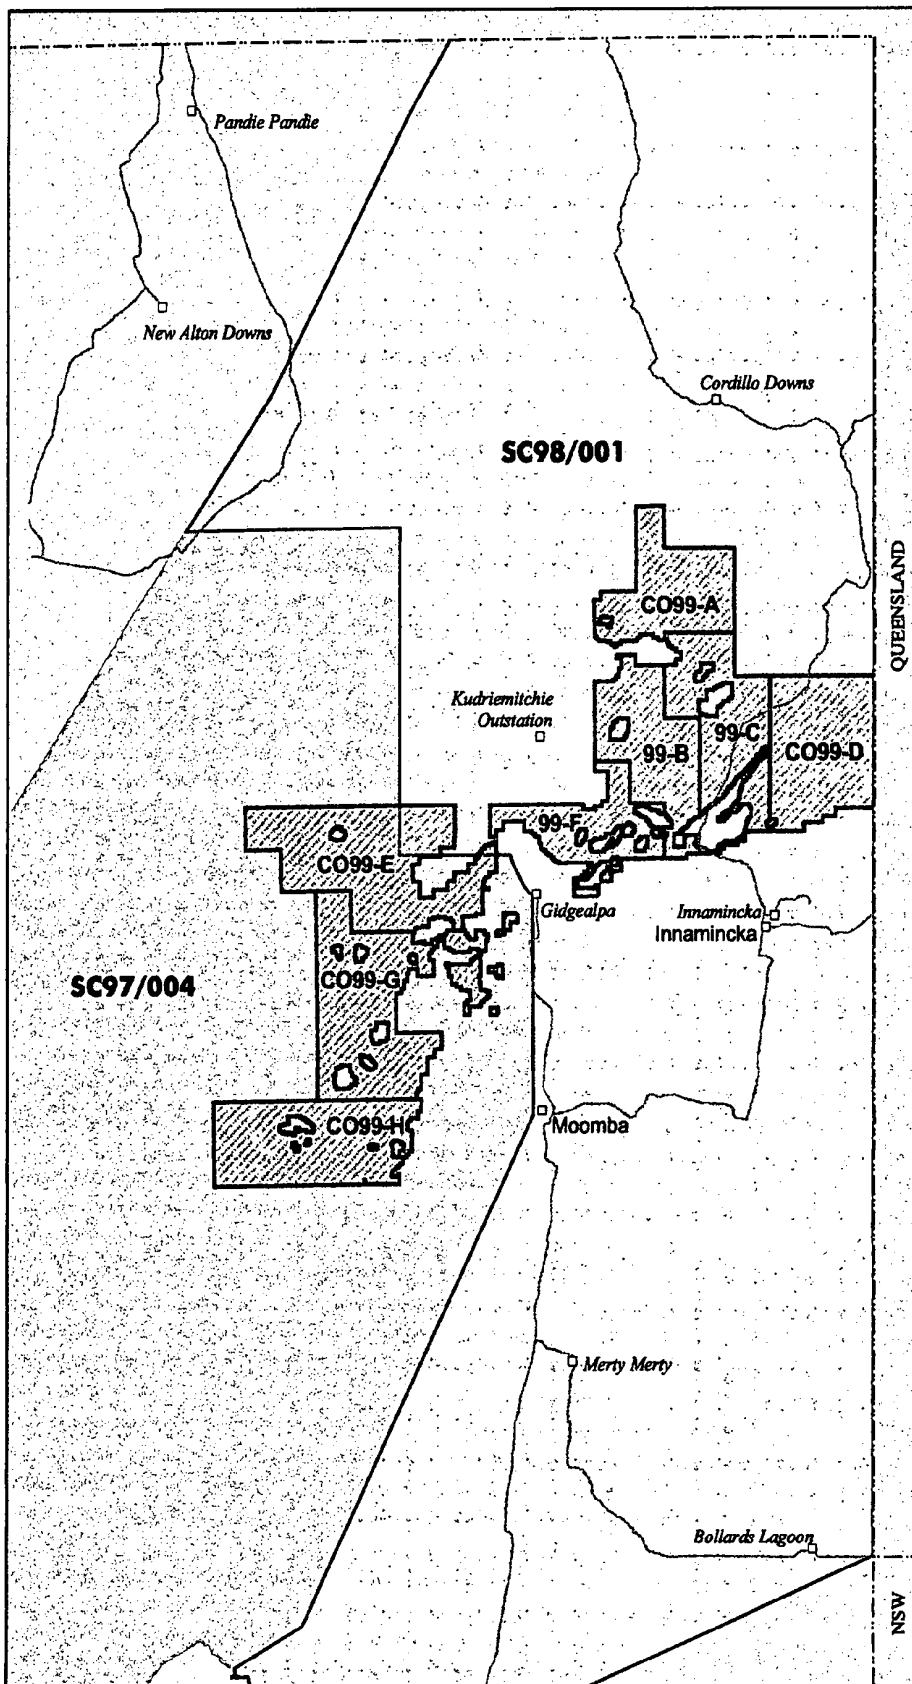 Pandie Pandie
New Alton Downs
Cordillo Downs
SC98/001
QUEENSLAND
CO99-A
Kudriemitchie
Outstation
99-C
99-B
CO99-D
99-F
CO99-E
Gidgealpa
Innamincka
Innamincka
CO99-G
SC97/004
Moomba
CO99-H
Merty Merty
Bollards Lagoon
NSW